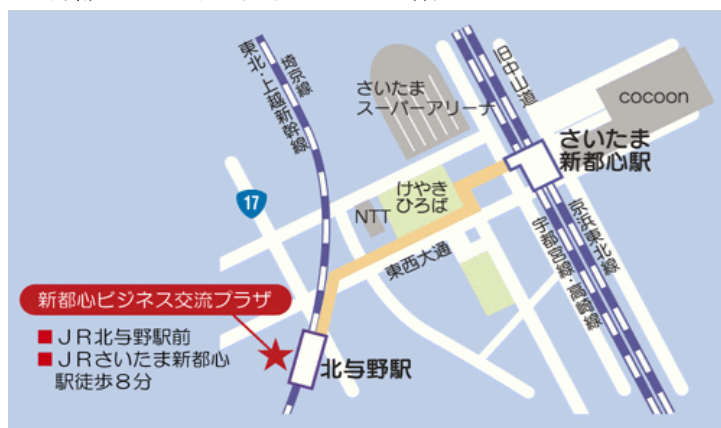 埼京線
東北・上越新幹線
旧中山道
さいたま
スーパーアリーナ
cocoon
さいたま
新都心駅
けやき
ひろば
NTT
17
東西大通
京浜東北線
宇都宮線・高崎線
新都心ビジネス交流プラザ
■ＪＲ北与野駅前
■ＪＲさいたま新都心
駅徒歩８分
北与野駅